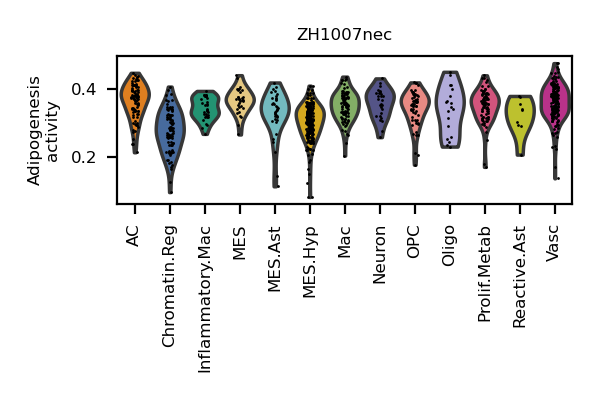 ZH1007nec
Adipogenesis
activity
0.4
0.2
AC
Chromatin.Reg
Inflammatory.Mac
MES
MES.Ast
MES.Hyp
Mac
Neuron
OPC
Oligo
Prolif.Metab
Reactive.Ast
Vasc